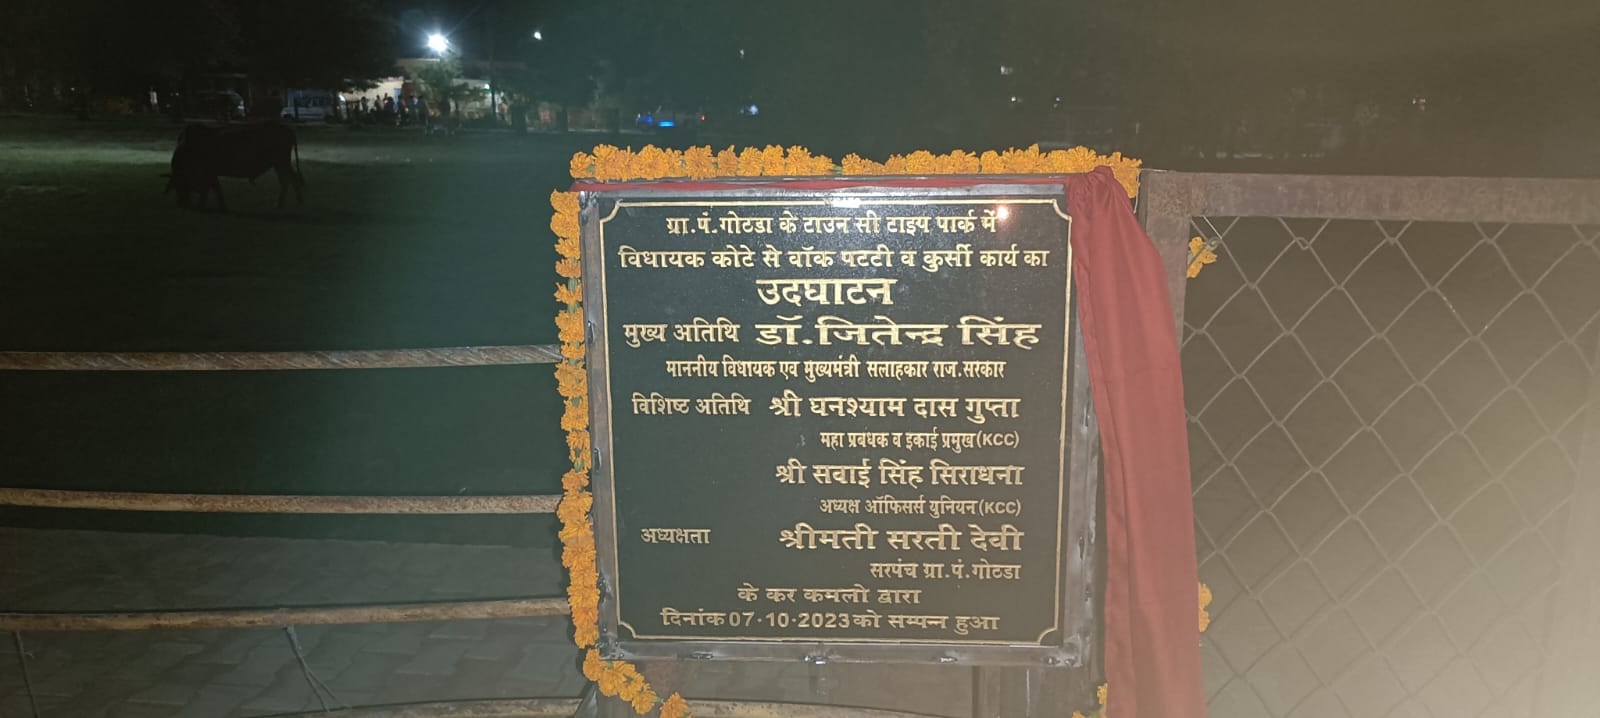 ग्रा.पं.गोटडा के टाउन सी टाइप पार्क में
विधायक कोटे से वॉक पटटी व कुर्सी कार्य का
उदघाटन
मुख्य अतिथि डॉ.जितेन्द्र सिंह
माननीय विधायक एव मुख्यमंत्री सलाहकार राज.सरकार
विशिष्ट अतिथि श्री घनश्याम दास गुप्ता
महा प्रबंधक व इकाई प्रमुख(KCC)
श्री सवाई सिंह सिराधना
अध्यक्ष ऑफिसर्स युनियन(KCC)
अध्यक्षता श्रीमती सरती देवी
सरपंच ग्रा.पं.गोटडा
के कर कमलो द्वारा
दिनांक 07-10-2023 को सम्पन्न हुआ